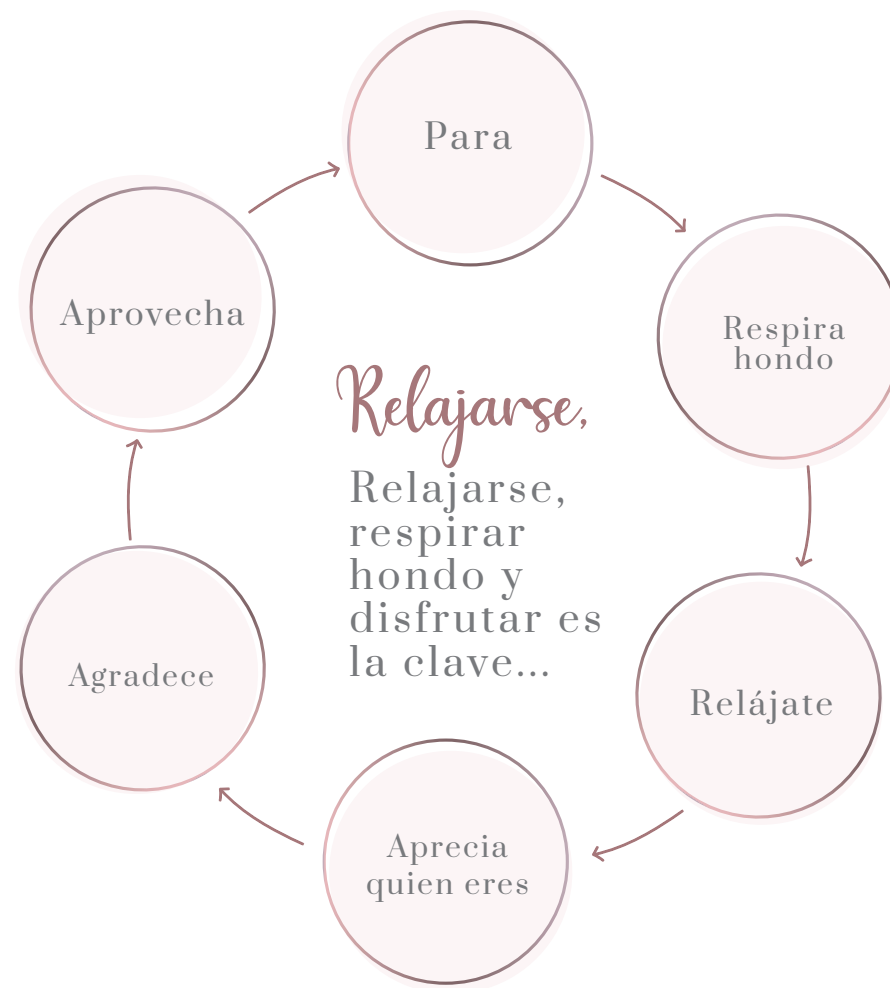 Para
Respira
hondo
Relájate
Aprecia
quien eres
Agradece
Aprovecha
Relajarse,
Relajarse,
respirar
hondo y
disfrutar es
la clave...